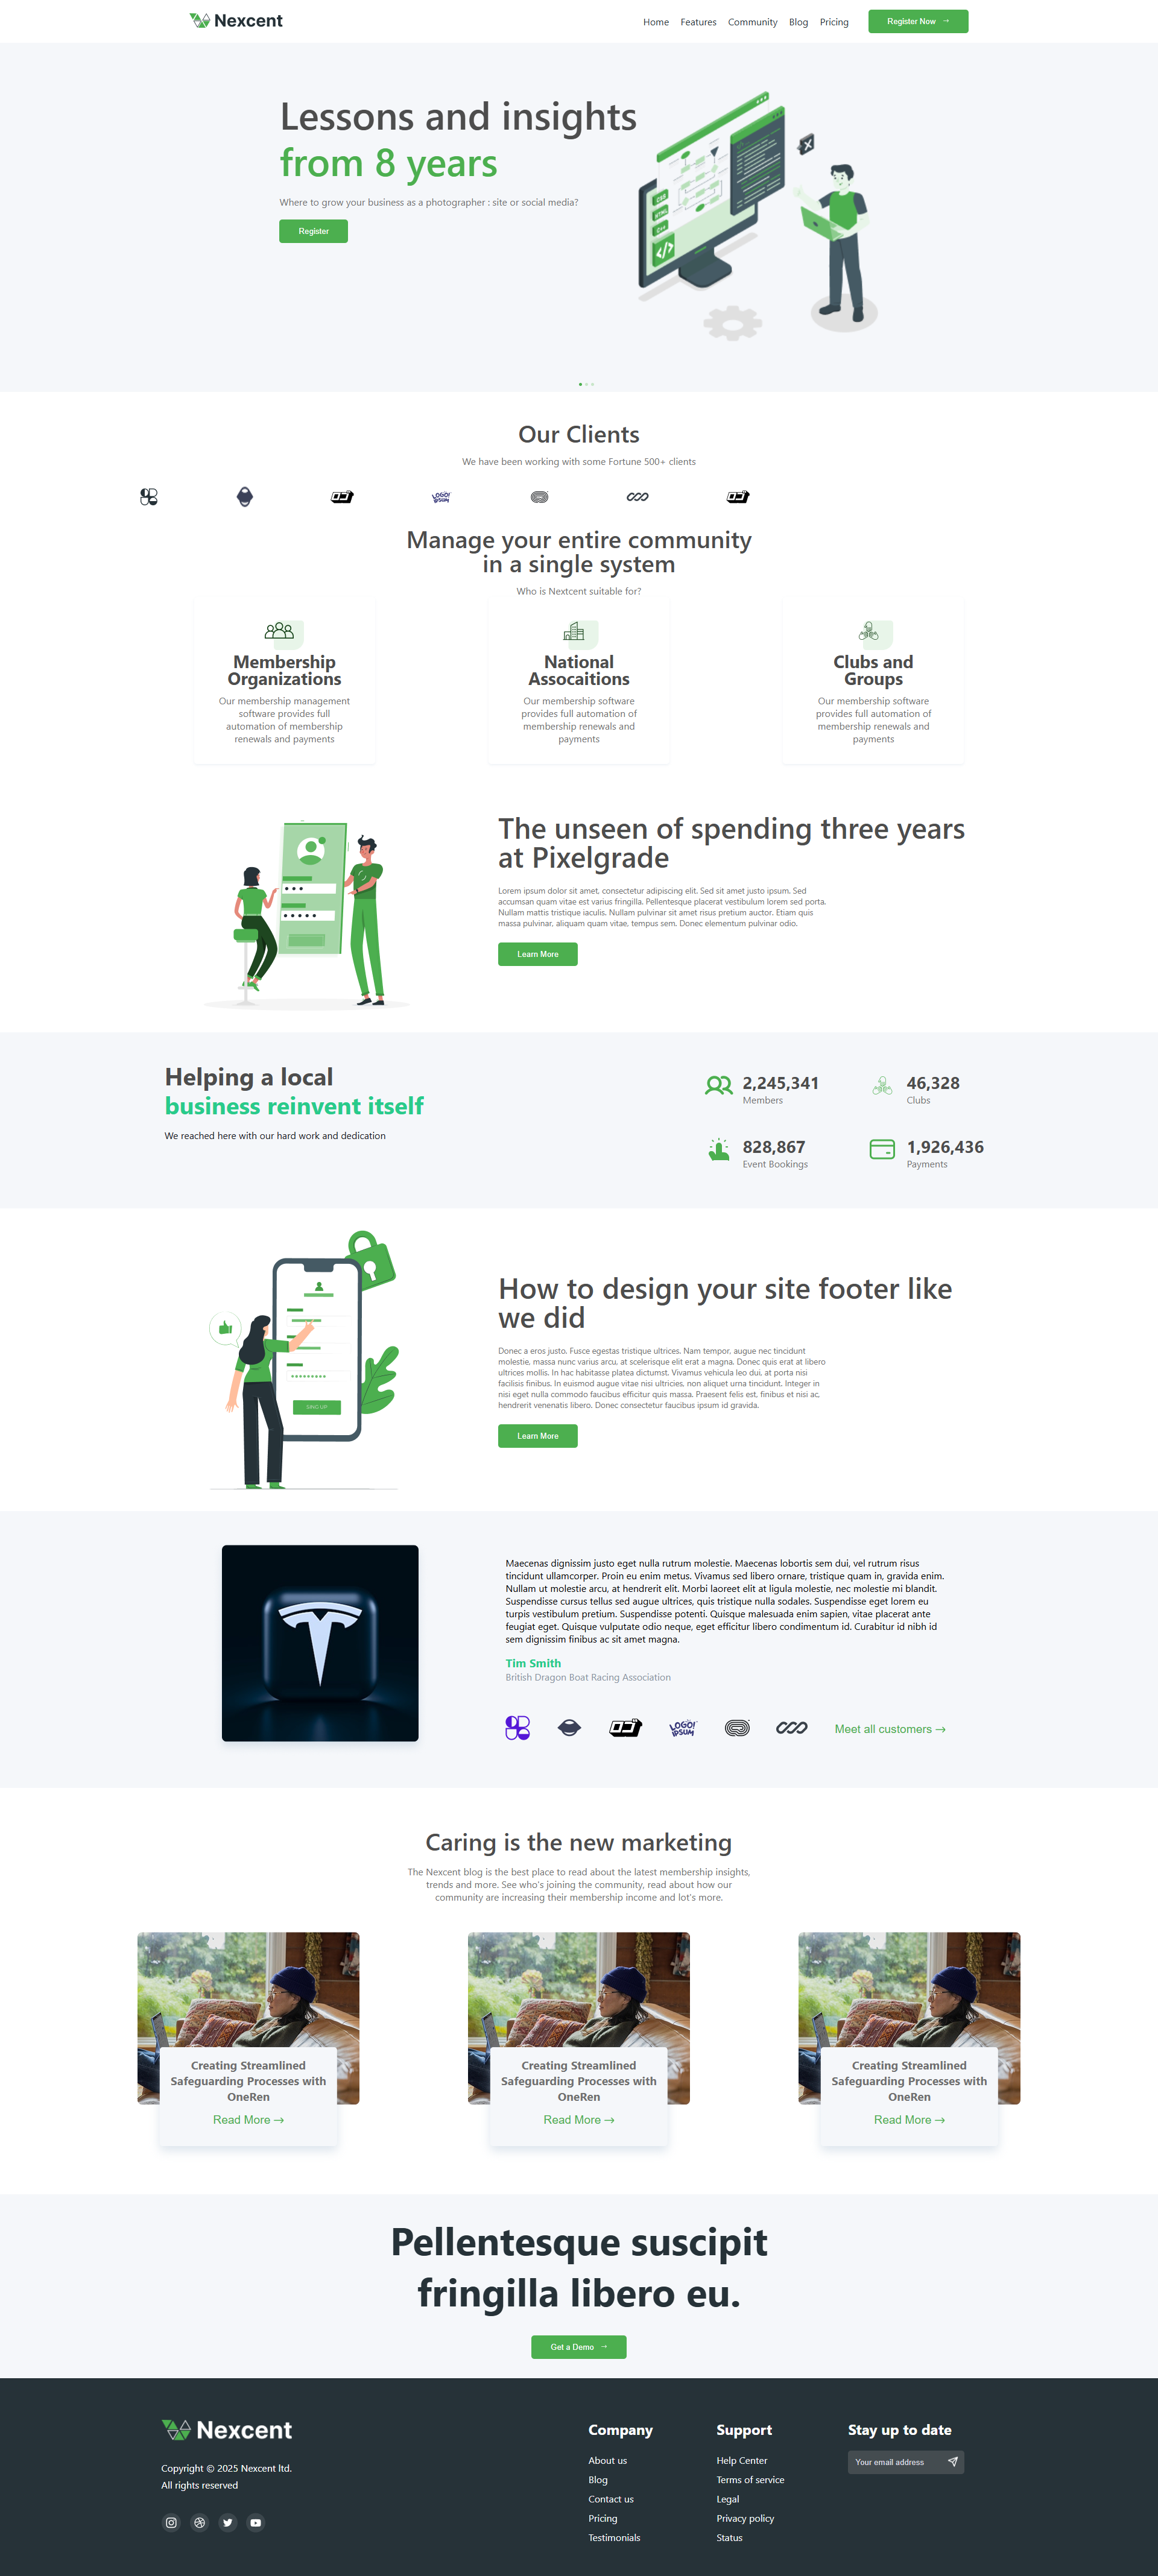 Nexcent
Home Features Community Blog Pricing Register Now →
Lessons and insights
from 8 years
Where to grow your business as a photographer : site or social media?
Register
CSS
HTML
C++
</>
Our Clients
We have been working with some Fortune 500+ clients
LOGO!
IPSUM
Manage your entire community
in a single system
Who is Nextcent suitable for?
Membership
Organizations
Our membership management
software provides full
automation of membership
renewals and payments
National
Assocaitions
Our membership software
provides full automation of
membership renewals and
payments
Clubs and
Groups
Our membership software
provides full automation of
membership renewals and
payments
The unseen of spending three years
at Pixelgrade
Lorem ipsum dolor sit amet, consectetur adipiscing elit. Sed sit amet justo ipsum. Sed
accumsan quam vitae est varius fringilla. Pellentesque placerat vestibulum lorem sed porta.
Nullam mattis tristique iaculis. Nullam pulvinar sit amet risus pretium auctor. Etiam quis
massa pulvinar, aliquam quam vitae, tempus sem. Donec elementum pulvinar odio.
Learn More
Helping a local
business reinvent itself
We reached here with our hard work and dedication
2,245,341
Members
46,328
Clubs
828,867
Event Bookings
1,926,436
Payments
SING UP
How to design your site footer like
we did
Donec a eros justo. Fusce egestas tristique ultrices. Nam tempor, augue nec tincidunt
molestie, massa nunc varius arcu, at scelerisque elit erat a magna. Donec quis erat at libero
ultrices mollis. In hac habitasse platea dictumst. Vivamus vehicula leo dui, at porta nisi
facilisis finibus. In euismod augue vitae nisi ultricies, non aliquet urna tincidunt. Integer in
nisi eget nulla commodo faucibus efficitur quis massa. Praesent felis est, finibus et nisi ac,
hendrerit venenatis libero. Donec consectetur faucibus ipsum id gravida.
Learn More
Maecenas dignissim justo eget nulla rutrum molestie. Maecenas lobortis sem dui, vel rutrum risus
tincidunt ullamcorper. Proin eu enim metus. Vivamus sed libero ornare, tristique quam in, gravida enim.
Nullam ut molestie arcu, at hendrerit elit. Morbi laoreet elit at ligula molestie, nec molestie mi blandit.
Suspendisse cursus tellus sed augue ultrices, quis tristique nulla sodales. Suspendisse eget lorem eu
turpis vestibulum pretium. Suspendisse potenti. Quisque malesuada enim sapien, vitae placerat ante
feugiat eget. Quisque vulputate odio neque, eget efficitur libero condimentum id. Curabitur id nibh id
sem dignissim finibus ac sit amet magna.
Tim Smith
British Dragon Boat Racing Association
LOGO!
IPSUM
Meet all customers →
Caring is the new marketing
The Nexcent blog is the best place to read about the latest membership insights,
trends and more. See who's joining the community, read about how our
community are increasing their membership income and lot's more.
Creating Streamlined
Safeguarding Processes with
OneRen
Read More →
Creating Streamlined
Safeguarding Processes with
OneRen
Read More →
Creating Streamlined
Safeguarding Processes with
OneRen
Read More →
Pellentesque suscipit
fringilla libero eu.
Get a Demo →
Nexcent
Copyright © 2025 Nexcent ltd.
All rights reserved
Company
About us
Blog
Contact us
Pricing
Testimonials
Support
Help Center
Terms of service
Legal
Privacy policy
Status
Stay up to date
Your email address